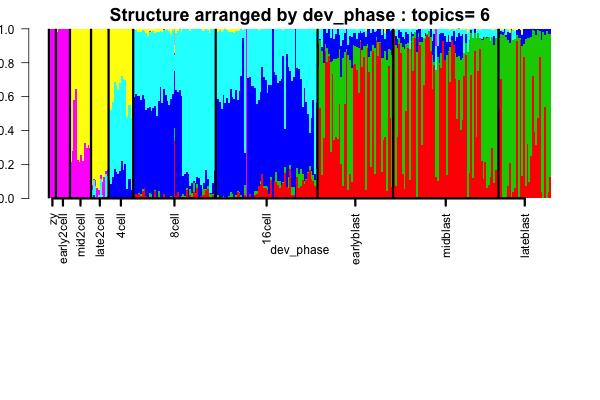 Structure arranged by dev_phase : topics= 6
1.0
0.8
0.6
0.4
0.2
0.0
zy
early2cell
mid2cell
late2cell
4cell
8cell
16cell
earlyblast
midblast
lateblast
dev_phase